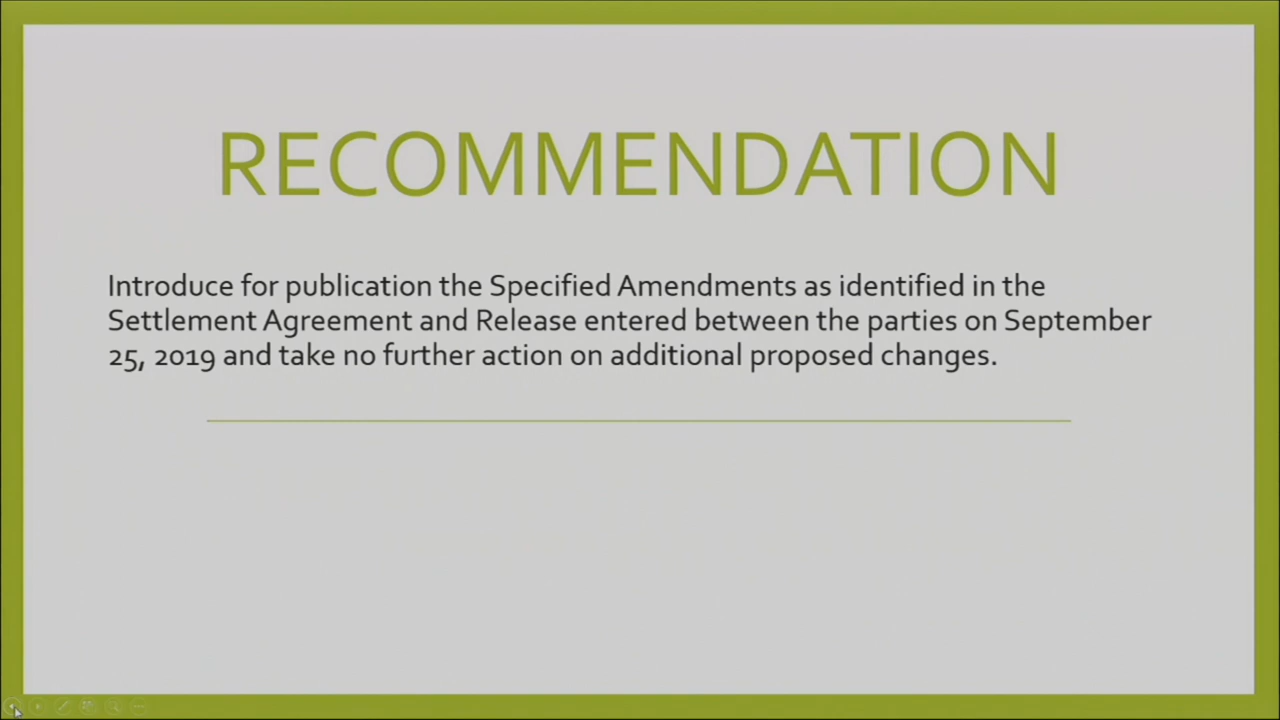 RECOMMENDATION
Introduce for publication the Specified Amendments as identified in the
Settlement Agreement and Release entered between the parties on September
25, 2019 and take no further action on additional proposed changes.